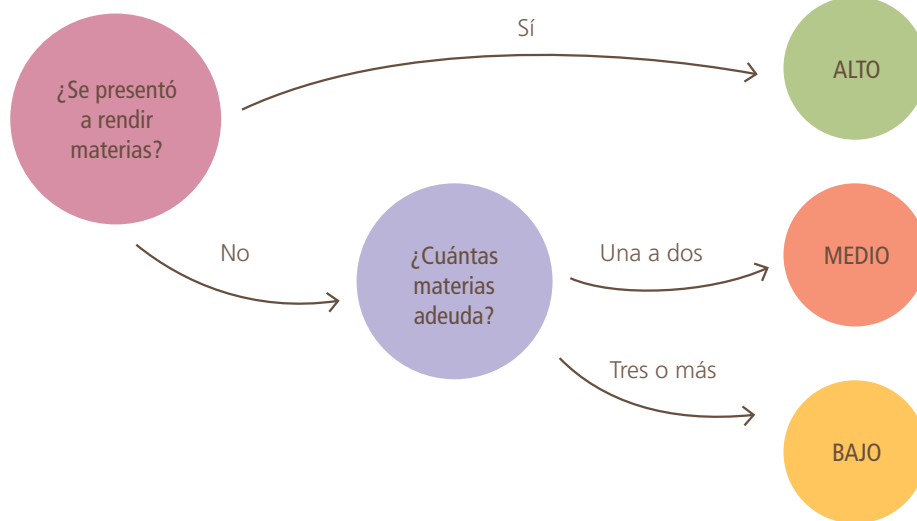 Sí
ALTO
¿Se presentó
a rendir
materias?
No
¿Cuántas
materias
adeuda?
Una a dos
MEDIO
Tres o más
BAJO